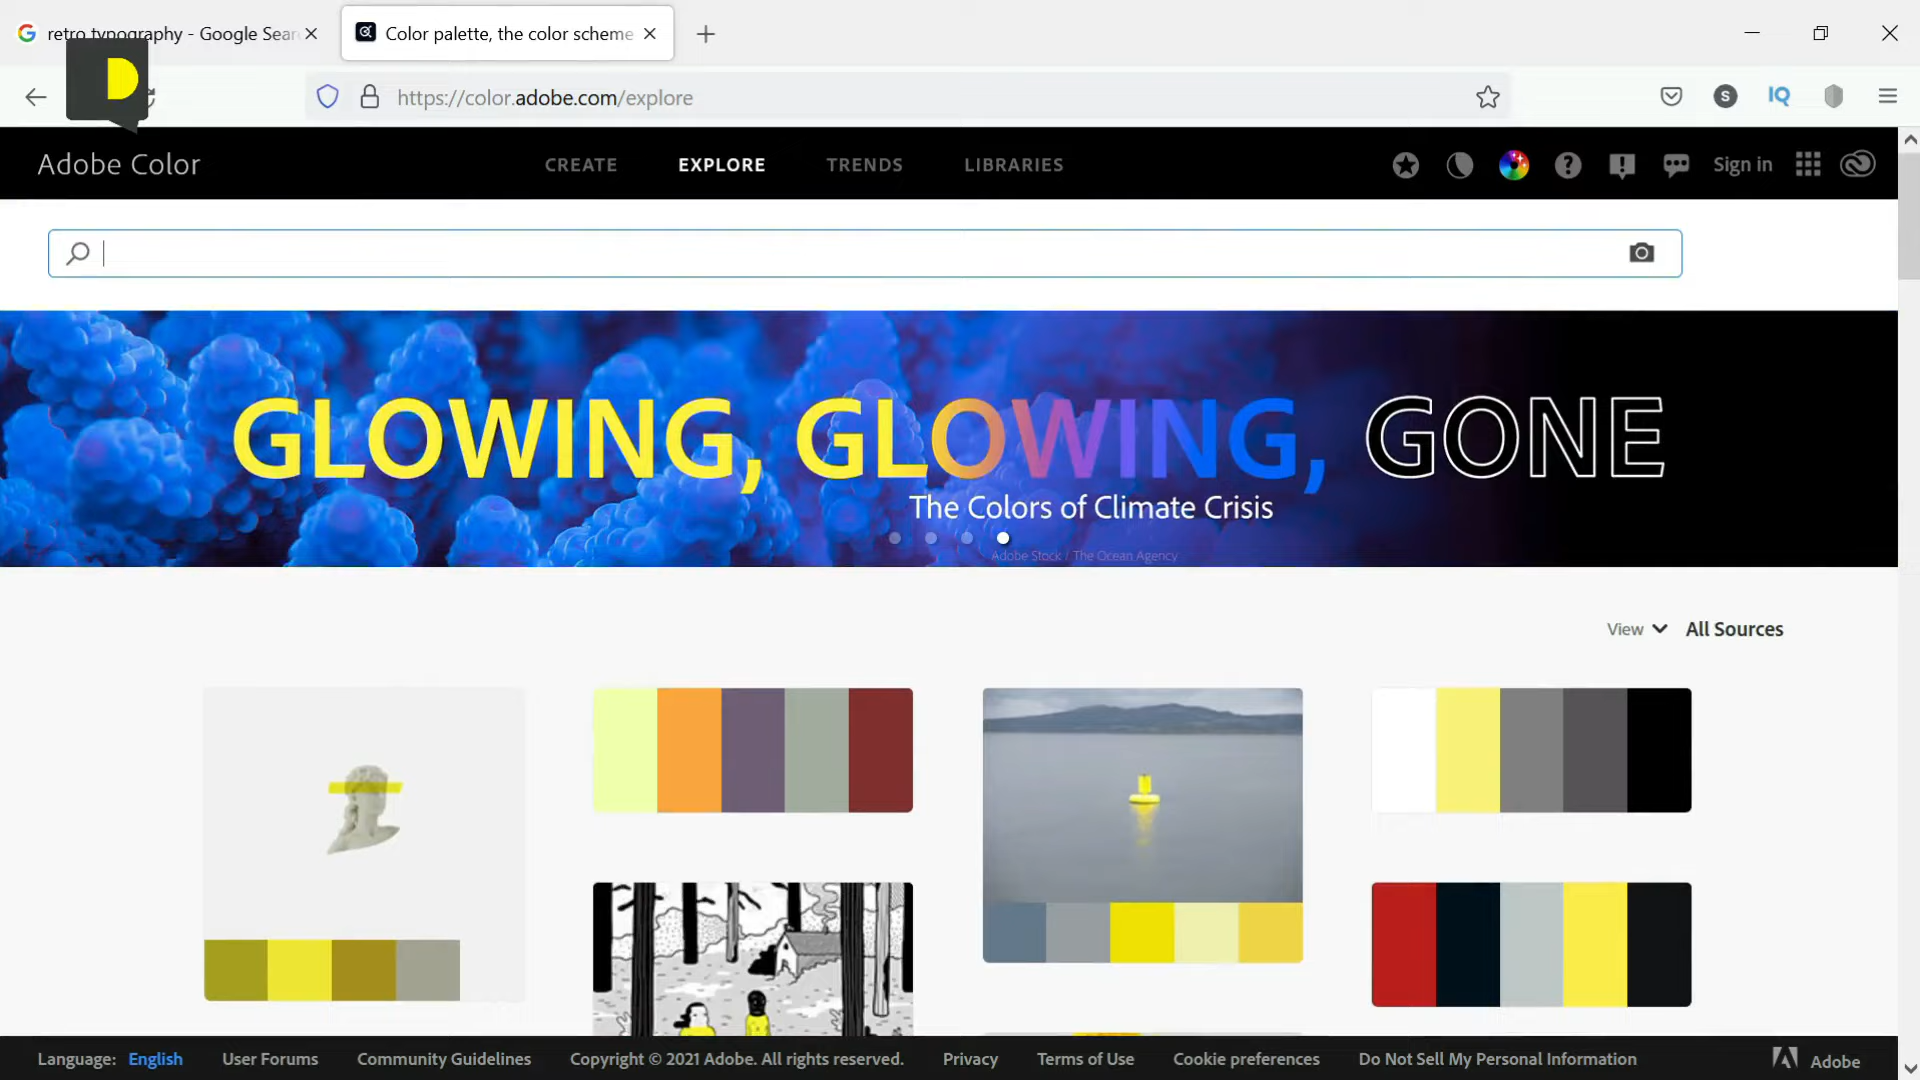 retro typography - Google Sear
Color palette, the color scheme
D
https://color.adobe.com/explore
S
IQ
Adobe Color
CREATE
EXPLORE
TRENDS
LIBRARIES
Sign in
GLOWING, GLOWING, GONE
The Colors of Climate Crisis
Adobe Stock / The Ocean Agency
View
All Sources
Language: English
User Forums
Community Guidelines
Copyright © 2021 Adobe. All rights reserved.
Privacy
Terms of Use
Cookie preferences
Do Not Sell My Personal Information
Adobe